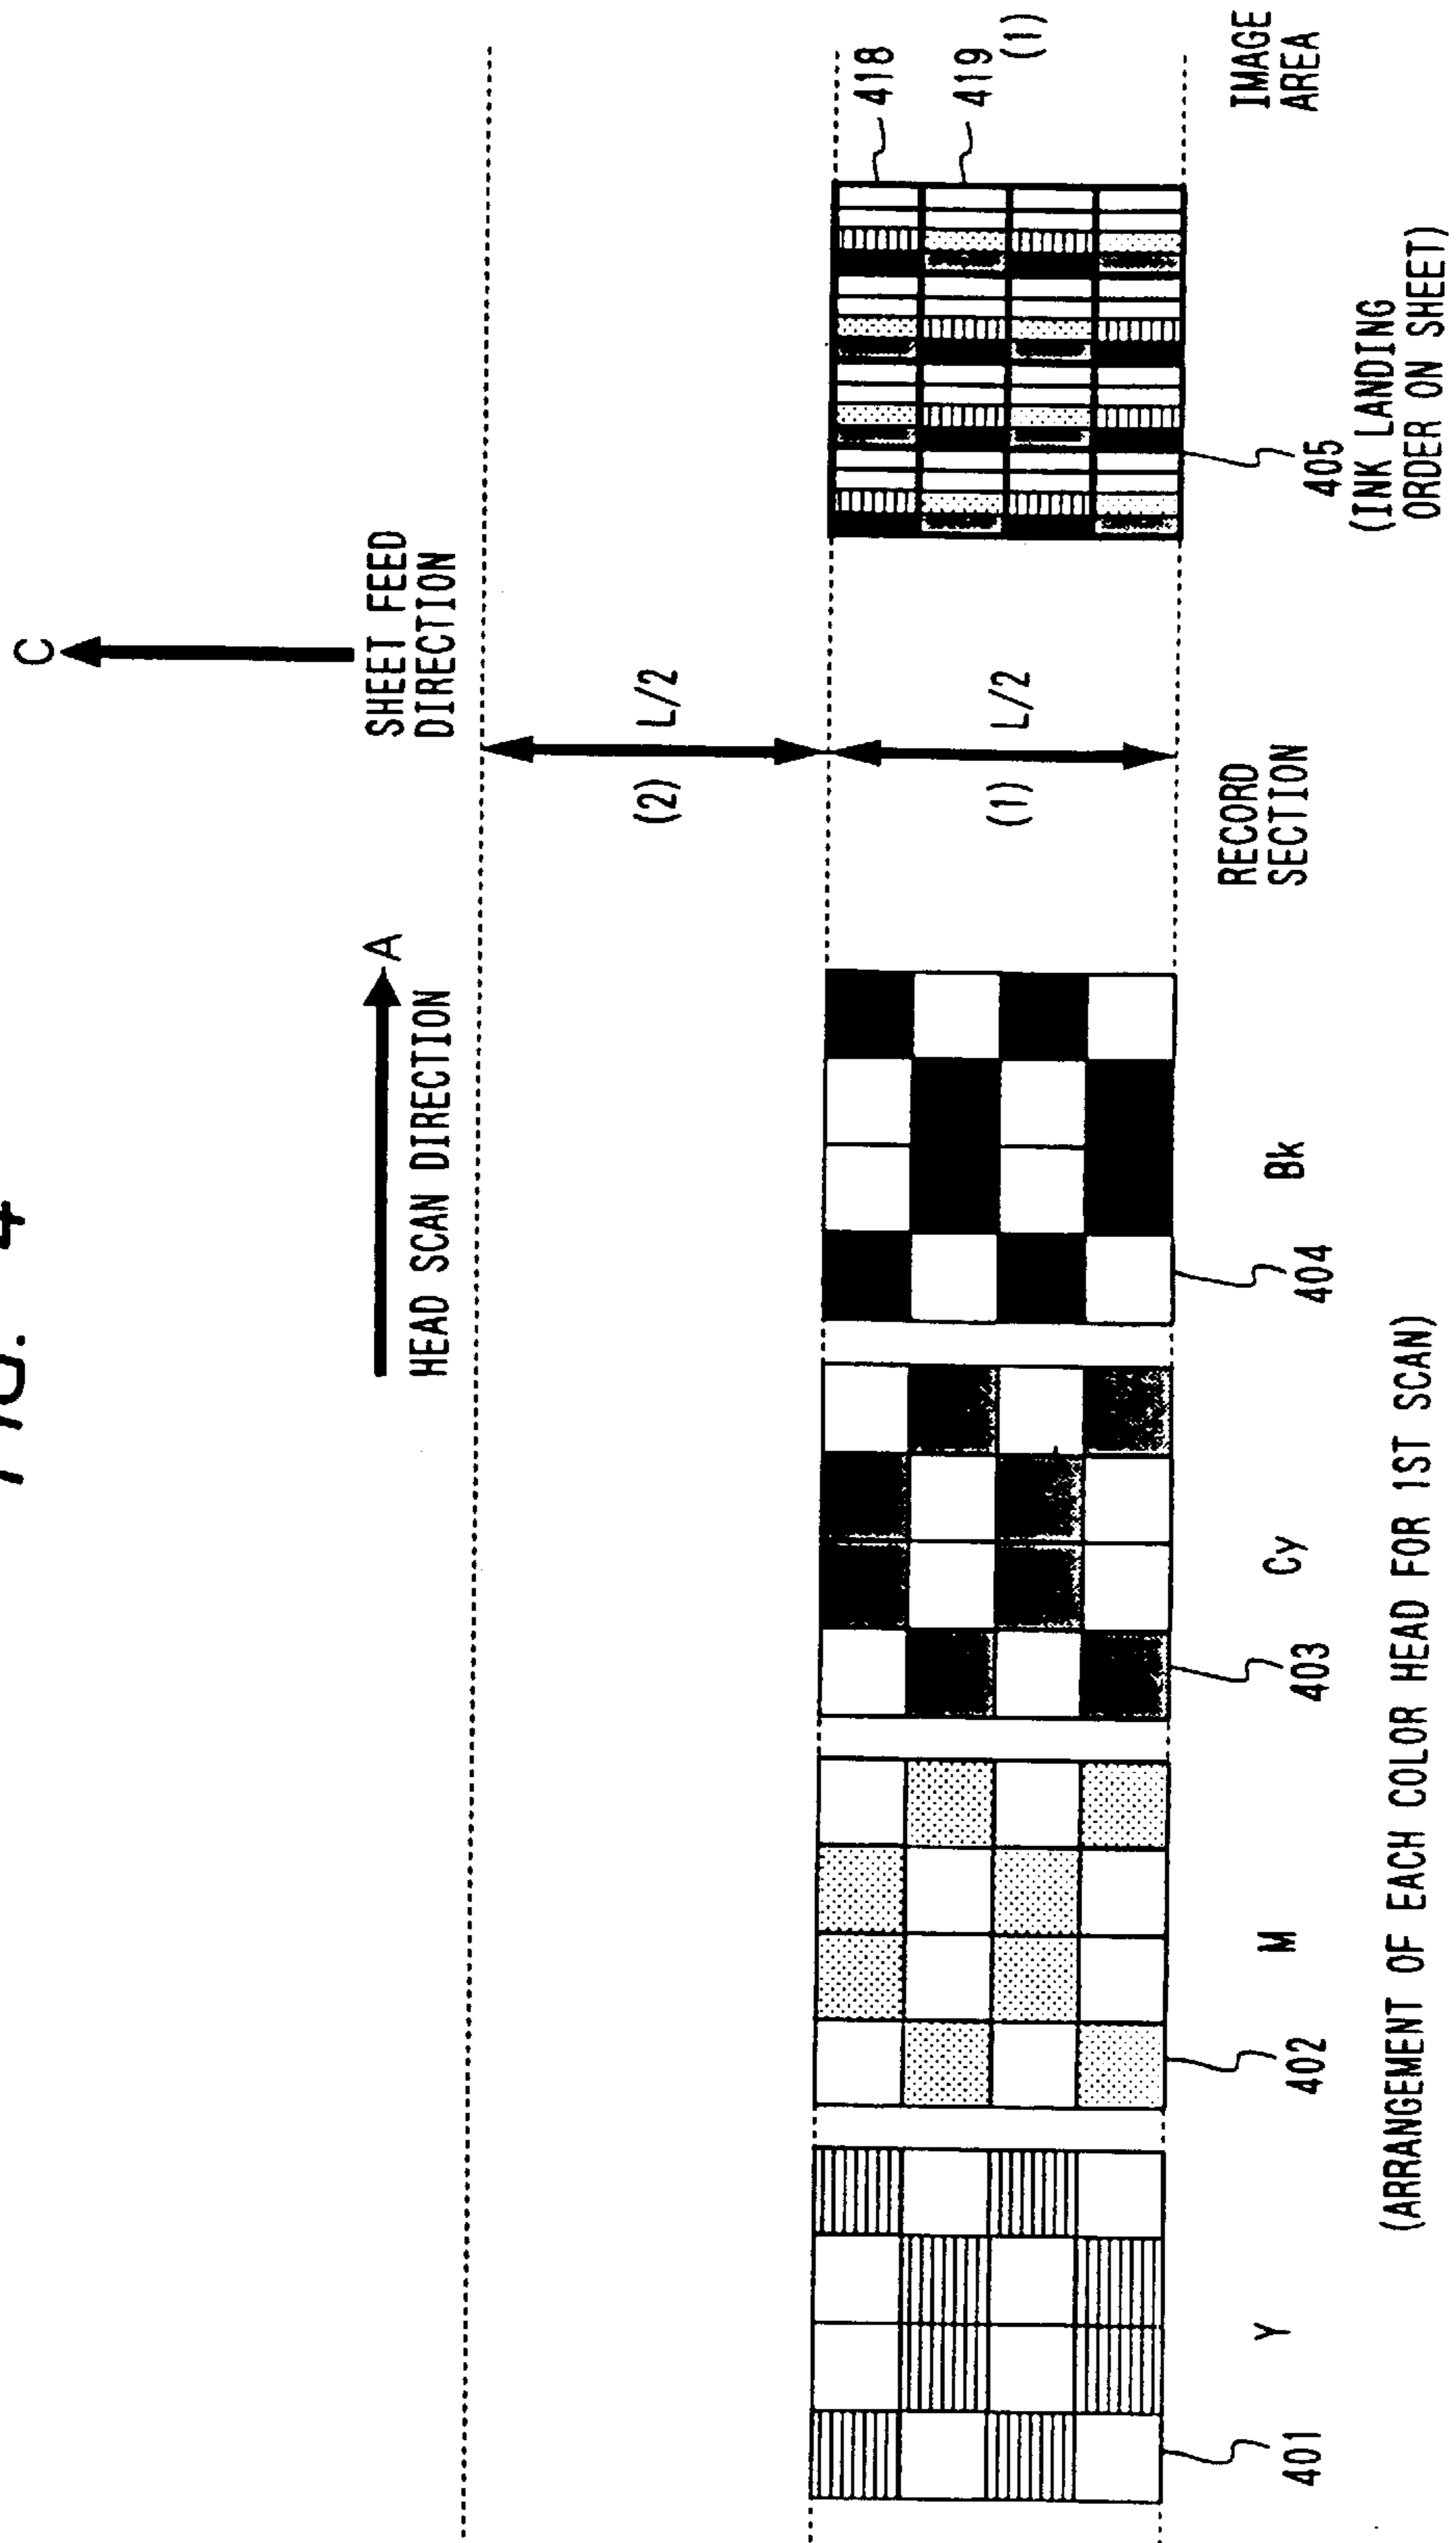 FIG. 4
C
SHEET FEED
DIRECTION
A
HEAD SCAN DIRECTION
(2)
L/2
(1)
L/2
RECORD
SECTION
418
419
(1)
IMAGE
AREA
405
(INK LANDING
ORDER ON SHEET)
401
Y
402
M
403
Cy
404
Bk
(ARRANGEMENT OF EACH COLOR HEAD FOR 1ST SCAN)